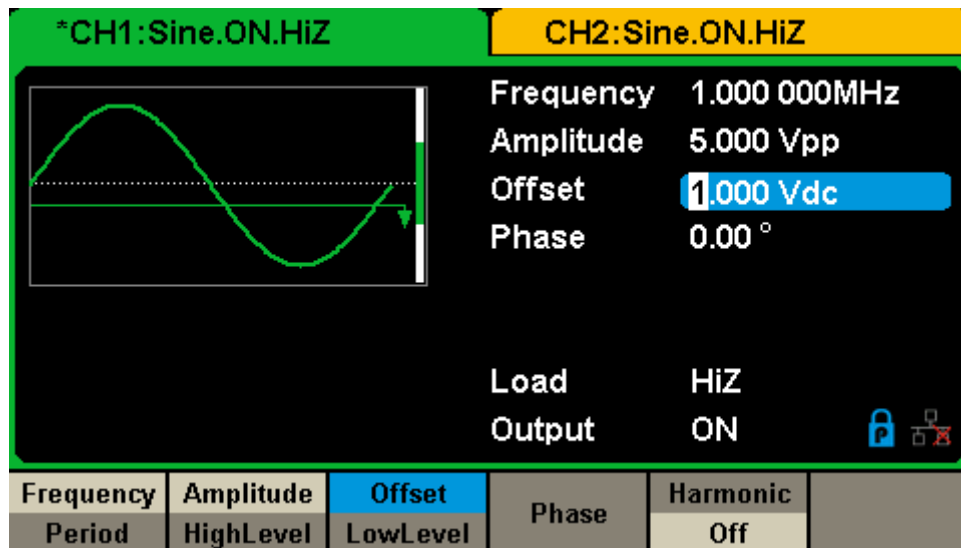 *CH1:Sine.ON.HiZ CH2:Sine.ON.HiZ
Frequency 1.000 000MHz
Amplitude 5.000 Vpp
Offset 1.000 Vdc
Phase 0.00 °
Load HiZ
Output ON P
Frequency Amplitude Offset Phase Harmonic
Period HighLevel LowLevel Off